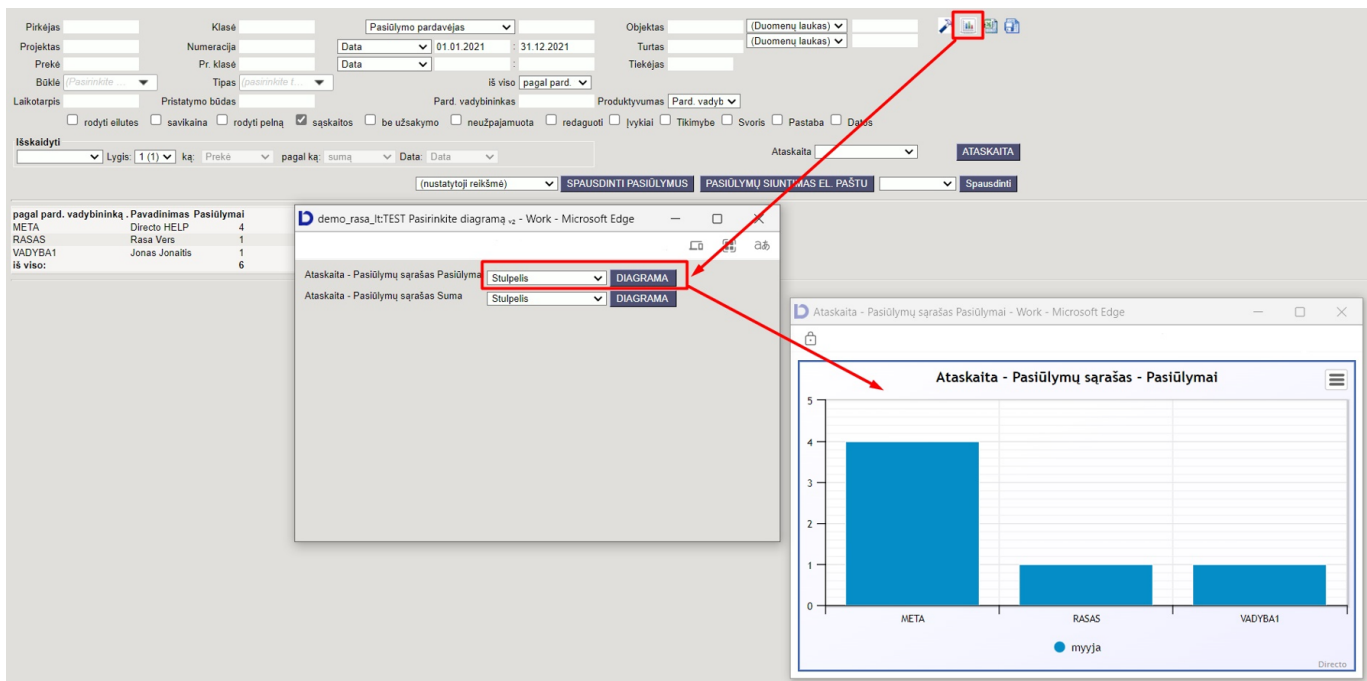 Pirkėjas Klasė Pasiūlymo pardavėjas Objektas (Duomenų laukas)
Projektas Numeracija Data 01.01.2021 : 31.12.2021 Turtas (Duomenų laukas)
Prekė Pr. klasė Data : Tiekėjas
Būklė (Pasirinkite ... Tipas (pasirinkite t... iš viso pagal pard.
Laikotarpis Pristatymo būdas Pard. vadybininkas Produktyvumas Pard. vadyb
rodyti eilutes savikaina rodyti pelną sąskaitos be užsakymo neužpajamuota redaguoti Įvykiai Tikimybe Svoris Pastaba Datos
Išskaidyti
Lygis: 1 (1) ką: Prekė pagal ką: sumą Data: Data Ataskaita ATASKAITA
(nustatytoji reikšmė) SPAUSDINTI PASIŪLYMUS PASIŪLYMŲ SIUNTIMAS EL. PAŠTU Spausdinti
pagal pard. vadybininką . Pavadinimas Pasiūlymai
META Directo HELP 4
RASAS Rasa Vers 1
VADYBA1 Jonas Jonaitis 1
iš viso: 6
demo_rasa_lt:TEST Pasirinkite diagramą v2 - Work - Microsoft Edge
aあ
Ataskaita - Pasiūlymų sąrašas Pasiūlymai Stulpelis DIAGRAMA
Ataskaita - Pasiūlymų sąrašas Suma Stulpelis DIAGRAMA
Ataskaita - Pasiūlymų sąrašas Pasiūlymai - Work - Microsoft Edge
Ataskaita - Pasiūlymų sąrašas - Pasiūlymai
5
4
3
2
1
0
META RASAS VADYBA1
myyja
Directo